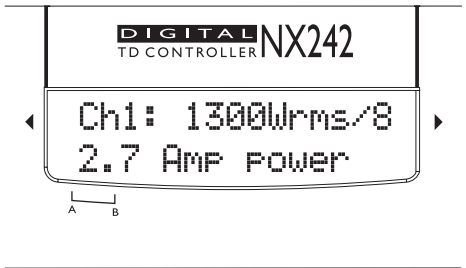 DIGITAL
TD CONTROLLER NX242
Ch1: 1300Wrms/8
2.7 Amp power
A B